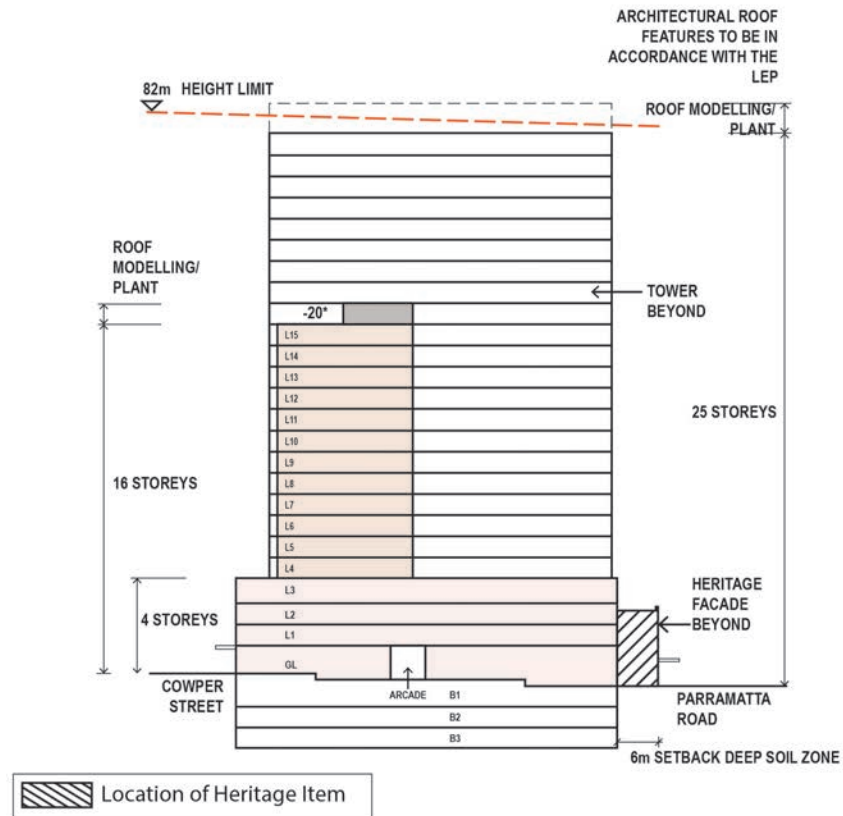 ARCHITECTURAL ROOF
FEATURES TO BE IN
ACCORDANCE WITH THE
LEP
82m HEIGHT LIMIT
ROOF MODELLING/
PLANT
ROOF
MODELLING/
PLANT
TOWER
BEYOND
-20*
L15
L14
L13
L12
L11
L10
L9
L8
L7
L6
L5
L4
25 STOREYS
16 STOREYS
L3
L2
L1
GL
4 STOREYS
HERITAGE
FACADE
BEYOND
COWPER
STREET
ARCADE
B1
B2
B3
PARRAMATTA
ROAD
6m SETBACK DEEP SOIL ZONE
Location of Heritage Item